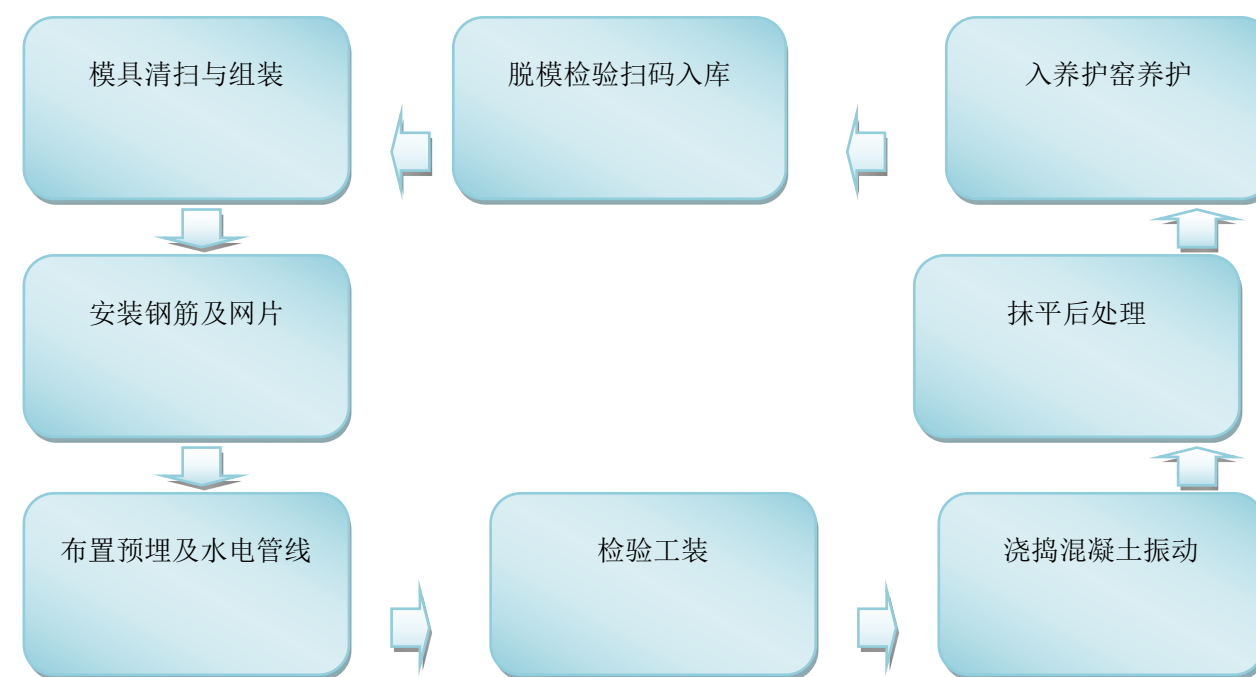 模具清扫与组装
脱模检验扫码入库
入养护窑养护
安装钢筋及网片
抹平后处理
布置预埋及水电管线
检验工装
浇捣混凝土振动